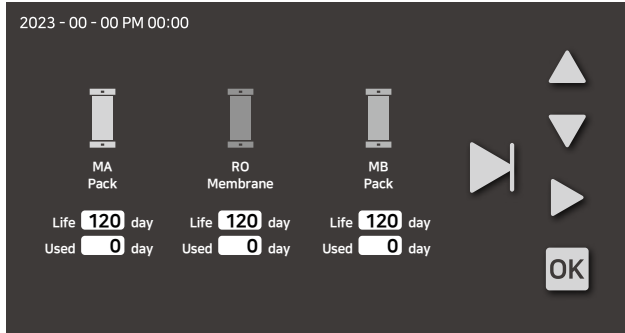 2023 - 00 - 00 PM 00:00
MA
Pack
RO
Membrane
MB
Pack
Life 120 day
Used 0 day
Life 120 day
Used 0 day
Life 120 day
Used 0 day
OK